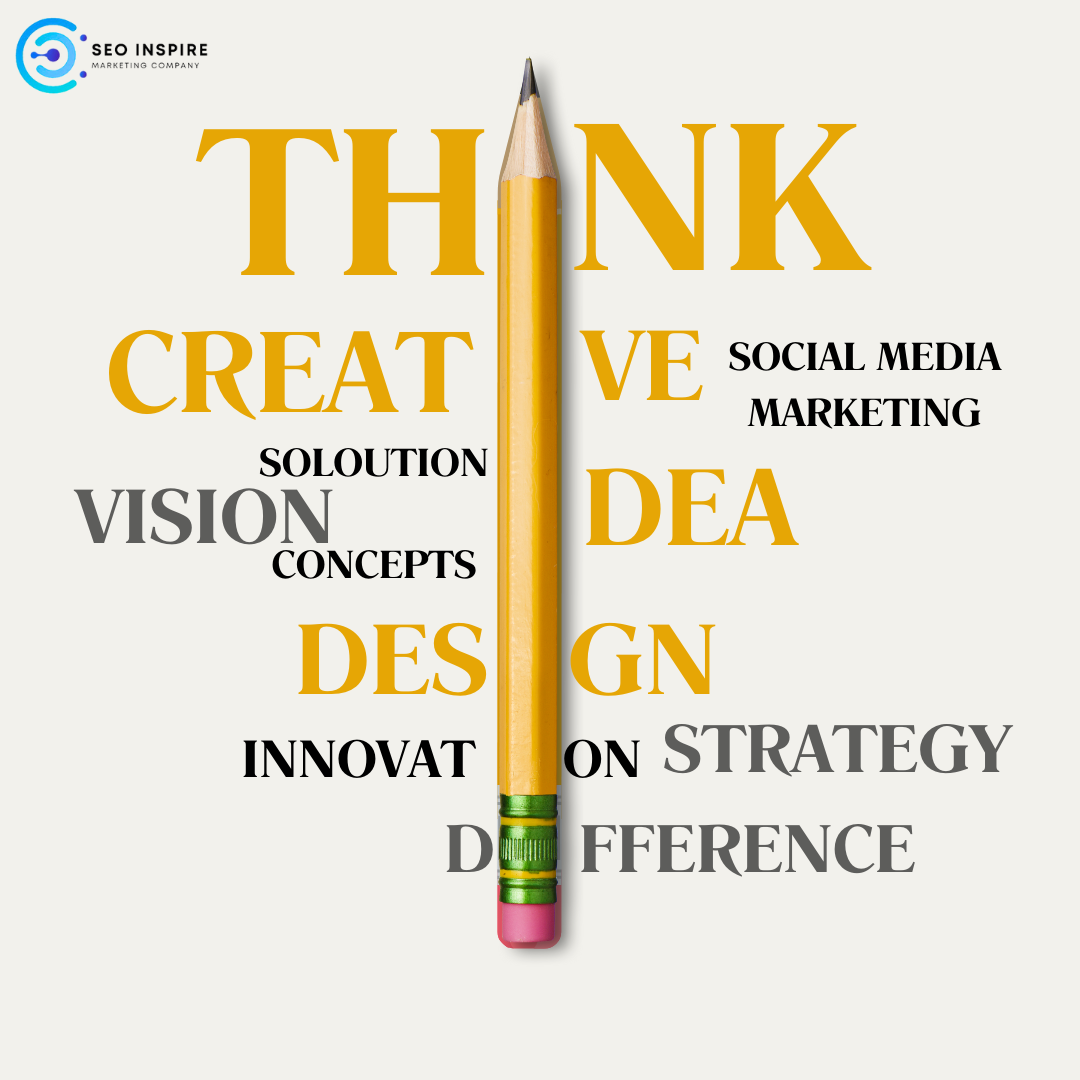 SEO INSPIRE
MARKETING COMPANY
TH NK
CREAT VE
SOCIAL MEDIA
MARKETING
SOLOUTION
VISION
DEA
CONCEPTS
DES GN
INNOVAT ON
STRATEGY
D FFERENCE